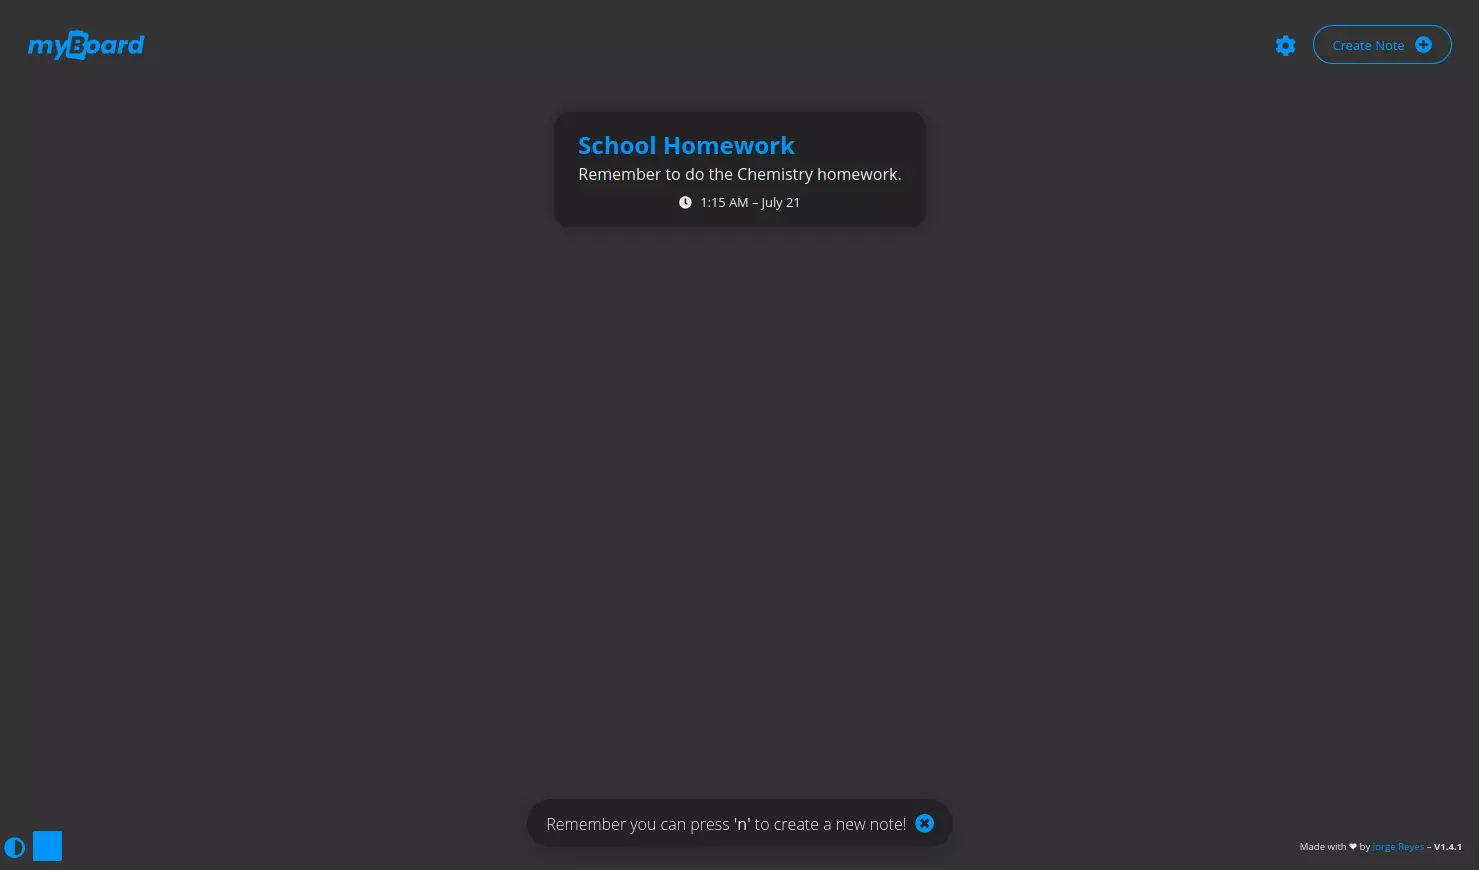 myBoard
Create Note
School Homework
Remember to do the Chemistry homework.
1:15 AM – July 21
Remember you can press 'n' to create a new note!
Made with ♥ by Jorge Reyes – V1.4.1